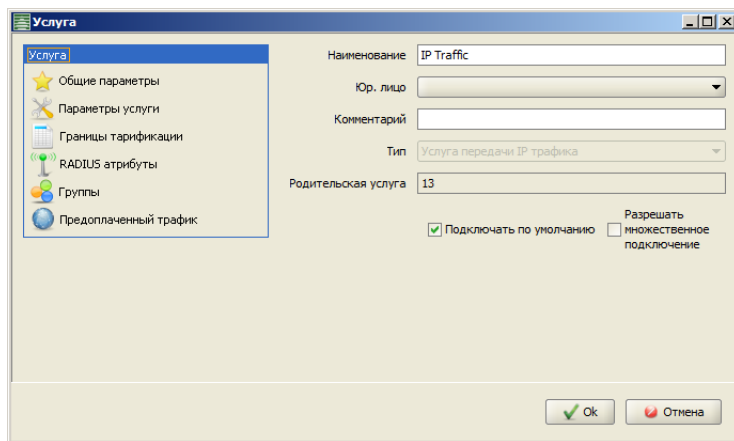 Услуга
Услуга
Общие параметры
Параметры услуги
Границы тарификации
RADIUS атрибуты
Группы
Предоплаченный трафик
Наименование
IP Traffic
Юр. лицо
Комментарий
Тип
Услуга передачи IP трафика
Родительская услуга
13
Подключать по умолчанию
Разрешать
множественное
подключение
Ok
Отмена